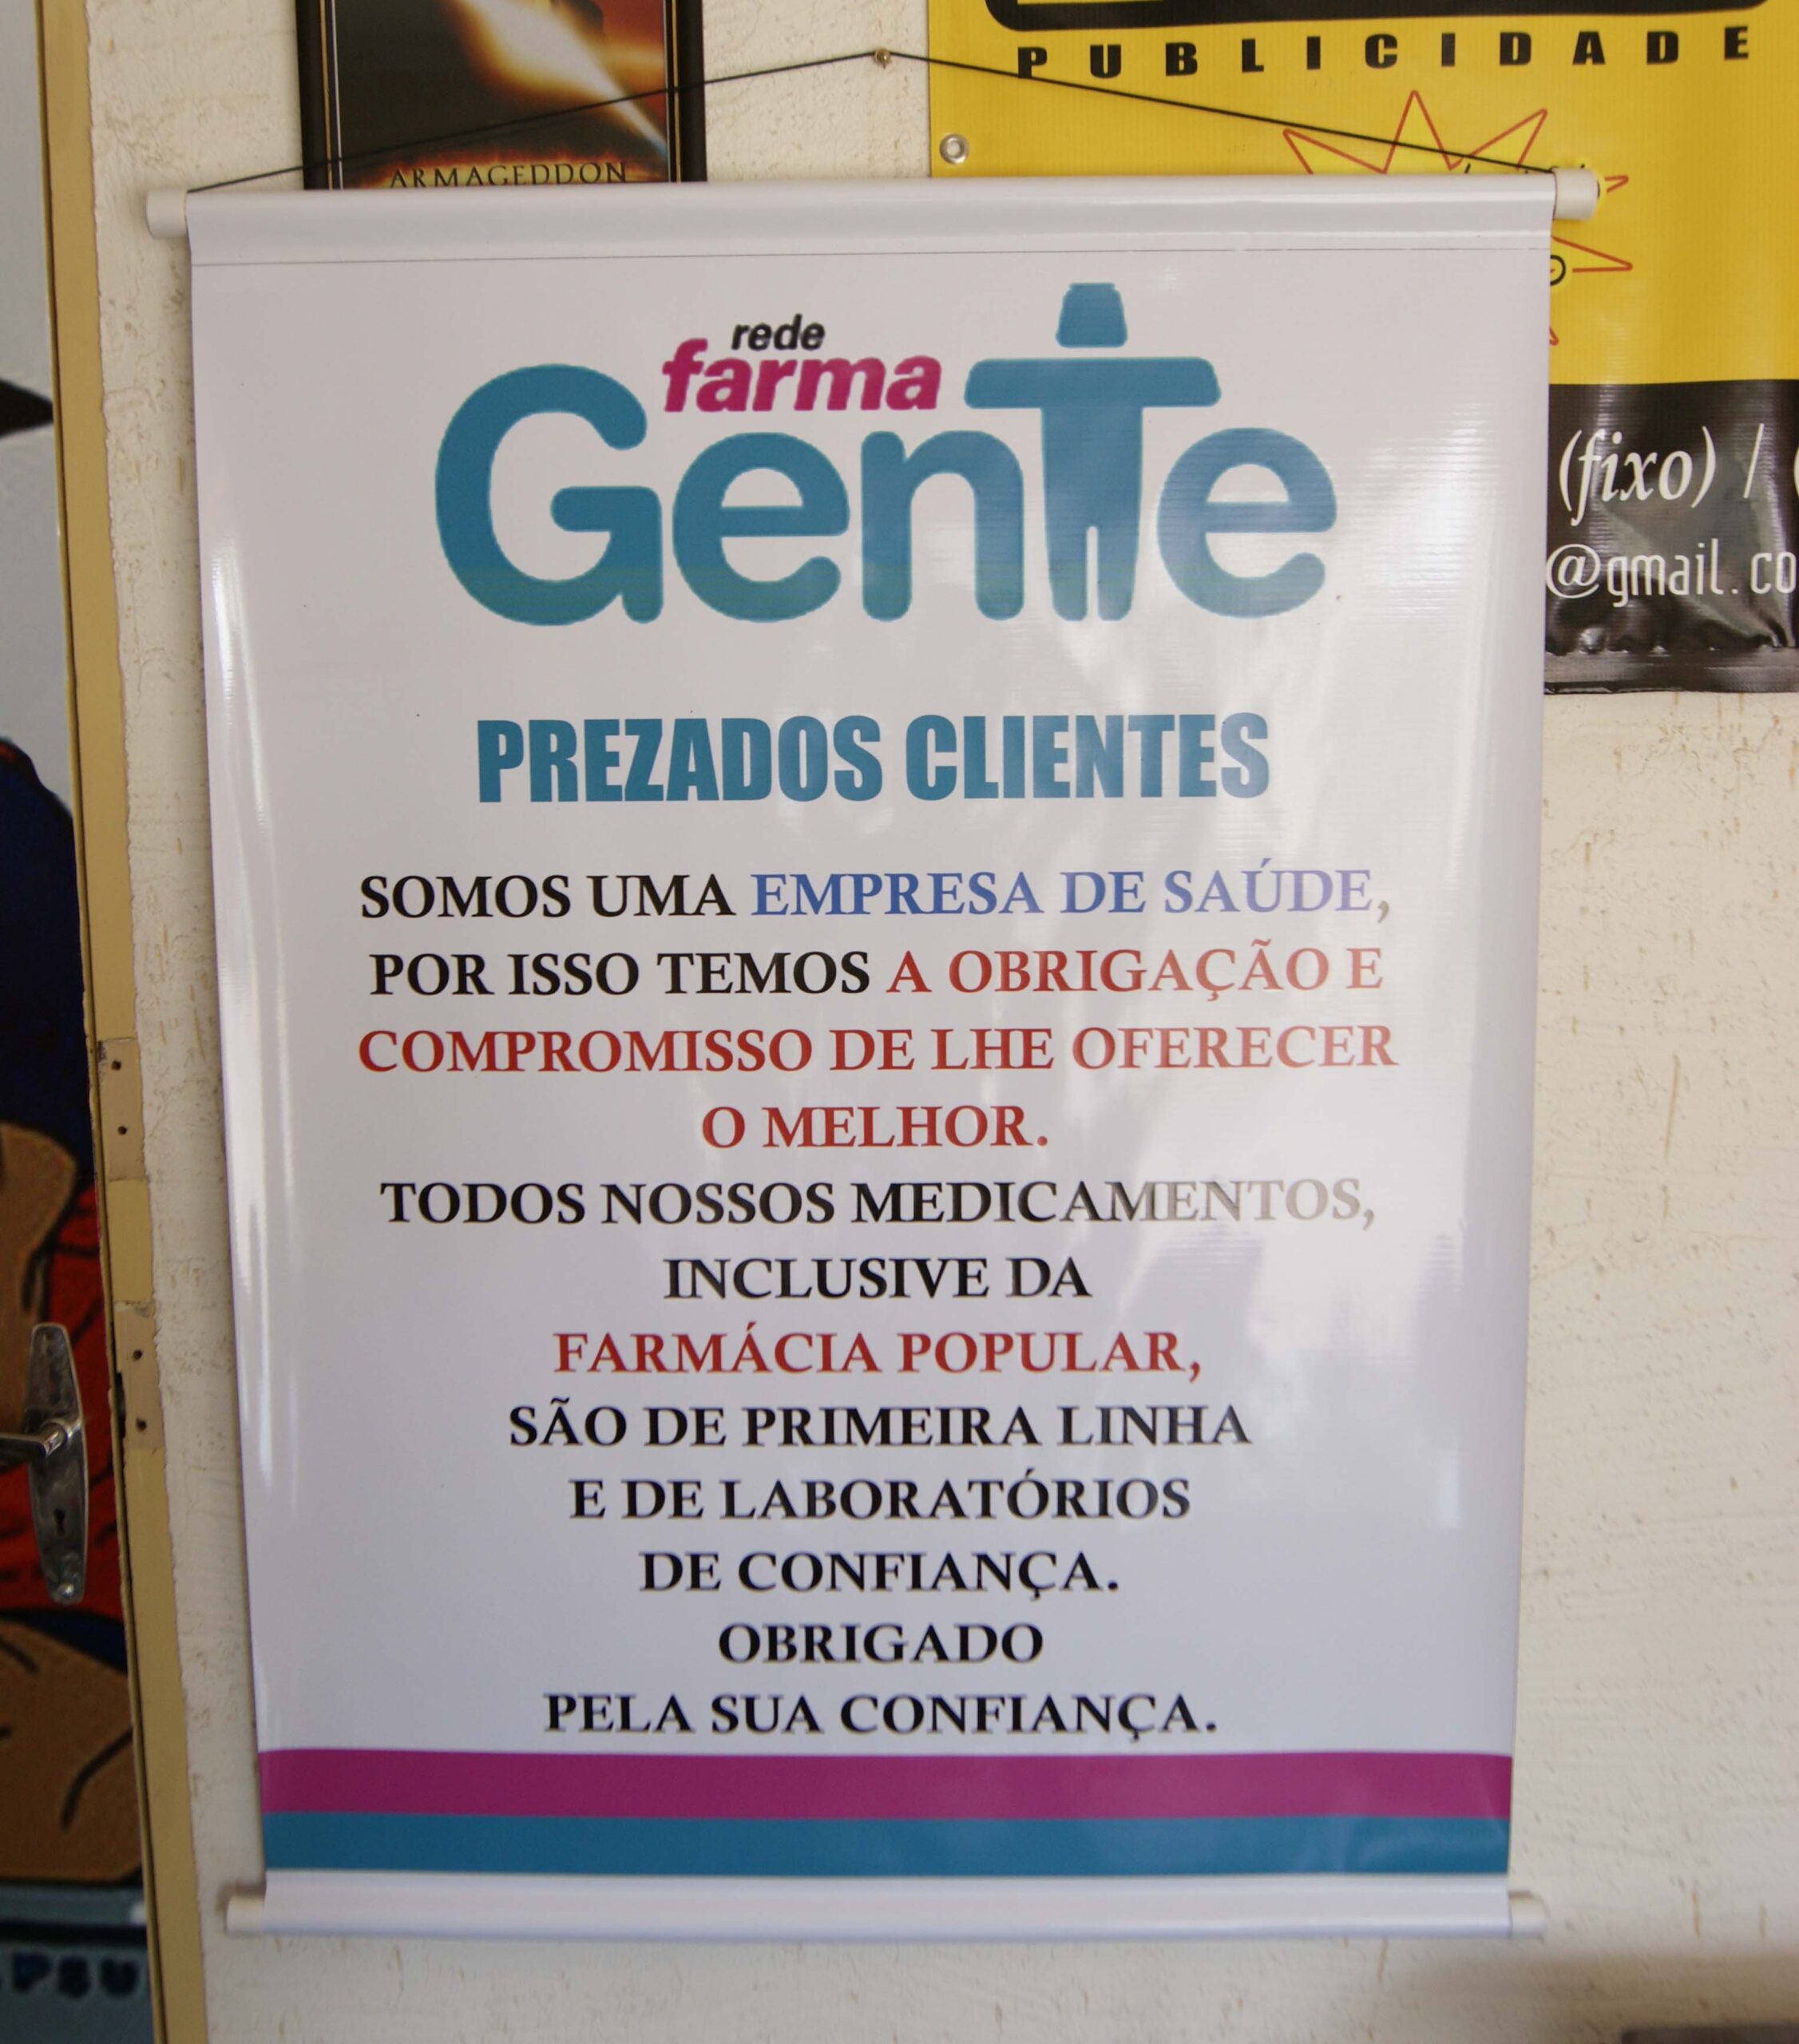 PUBLICIDADE
ARMAGEDDON
rede
farma
Gente
(fixo) /
@gmail.co
PREZADOS CLIENTES
SOMOS UMA EMPRESA DE SAÚDE,
POR ISSO TEMOS A OBRIGAÇÃO E
COMPROMISSO DE LHE OFERECER
O MELHOR.
TODOS NOSSOS MEDICAMENTOS,
INCLUSIVE DA
FARMÁCIA POPULAR,
SÃO DE PRIMEIRA LINHA
E DE LABORATÓRIOS
DE CONFIANÇA.
OBRIGADO
PELA SUA CONFIANÇA.